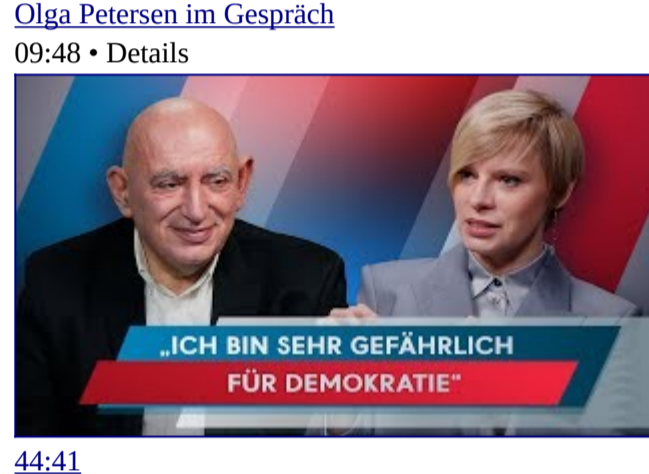 Olga Petersen im Gespräch
09:48 • Details
„ICH BIN SEHR GEFÄHRLICH
FÜR DEMOKRATIE“
44:41